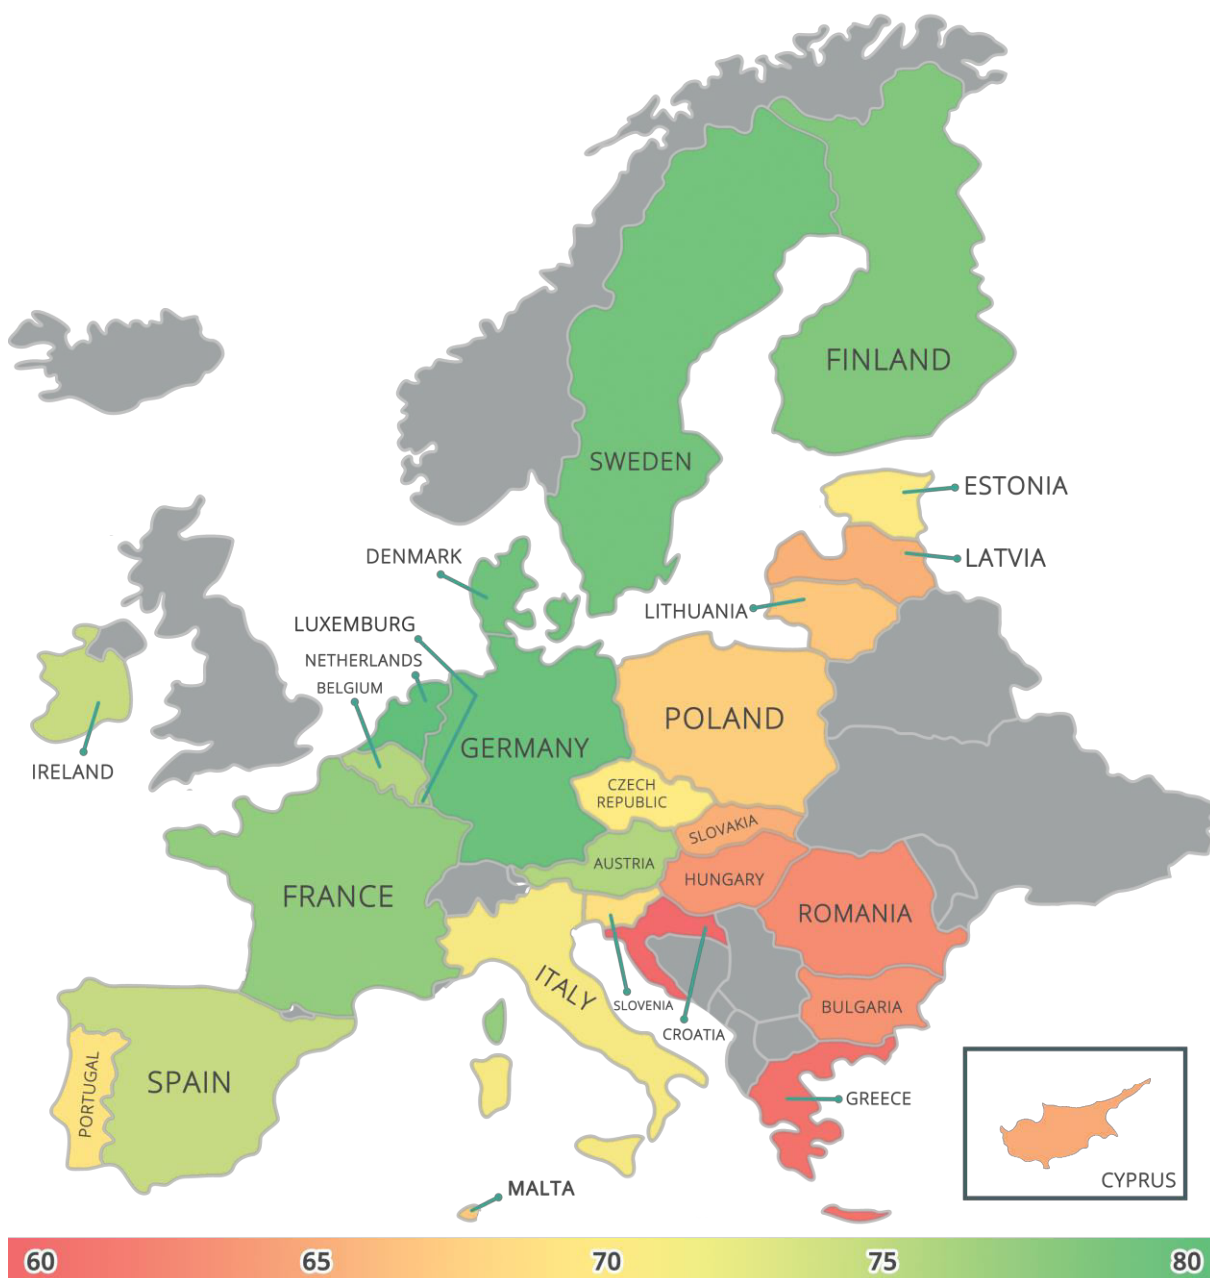 FINLAND
SWEDEN
ESTONIA
DENMARK
LATVIA
LITHUANIA
LUXEMBURG
NETHERLANDS
BELGIUM
POLAND
GERMANY
IRELAND
CZECH
REPUBLIC
SLOVAKIA
AUSTRIA
HUNGARY
FRANCE
ROMANIA
ITALY
SLOVENIA
BULGARIA
CROATIA
SPAIN
PORTUGAL
GREECE
CYPRUS
MALTA
60 65 70 75 80